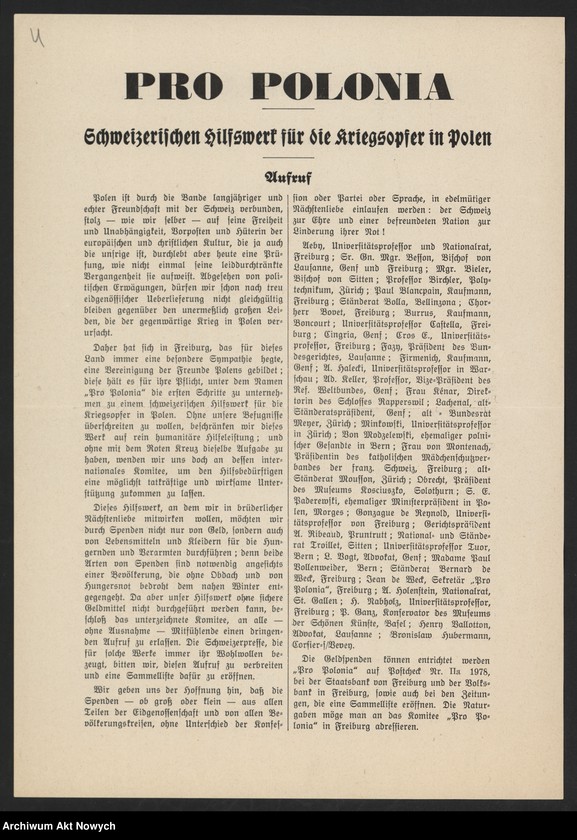 PRO POLONIA
Schweizerischen Hilfswerk für die Kriegsopfer in Polen
Aufruf
Polen ist durch die Bande langjähriger und
echter Freundschaft mit der Schweiz verbunden,
stolz — wie wir selber — auf seine Freiheit
und Unabhängigkeit, Vorposten und Hüterin der
europäischen und christlichen Kultur, die ja auch
die unsrige ist, durchlebt aber heute eine Prü-
fung, wie nicht einmal seine leiddurchtränkte
Vergangenheit sie aufweist. Abgesehen von poli-
tischen Erwägungen, dürfen wir schon nach treu
eidgenössischer Ueberlieferung nicht gleichgültig
bleiben gegenüber den unermeßlich großen Lei-
den, die der gegenwärtige Krieg in Polen ver-
ursacht.
Daher hat sich in Freiburg, das für dieses
Land immer eine besondere Sympathie hegte,
eine Vereinigung der Freunde Polens gebildet;
diese hält es für ihre Pflicht, unter dem Namen
„Pro Polonia" die ersten Schritte zu unterneh-
men zu einem schweizerischen Hilfswerk für die
Kriegsopfer in Polen. Ohne unsere Befugnisse
überschreiten zu wollen, beschränken wir dieses
Werk auf rein humanitäre Hilfeleistung; und
ohne mit dem Roten Kreuz dieselbe Aufgabe zu
haben, wenden wir uns doch an dessen inter-
nationales Komitee, um den Hilfsbedürftigen
eine möglichst tatkräftige und wirksame Unter-
stützung zukommen zu lassen.
Dieses Hilfswerk, an dem wir in brüderlicher
Nächstenliebe mitwirken wollen, möchten wir
durch Spenden nicht nur von Geld, sondern auch
von Lebensmitteln und Kleidern für die Hun-
gernden und Verarmten durchführen; denn beide
Arten von Spenden sind notwendig angesichts
einer Bevölkerung, die ohne Obdach und von
Hungersnot bedroht dem nahen Winter ent-
gegengeht. Da aber unser Hilfswerk ohne sichere
Geldmittel nicht durchgeführt werden kann, be-
schloß das unterzeichnete Komitee, an alle —
ohne Ausnahme — Mitfühlende einen dringen-
den Aufruf zu erlassen. Die Schweizerpresse, die
für solche Werke immer ihr Wohlwollen be-
zeugt, bitten wir, diesen Aufruf zu verbreiten
und eine Sammelliste dafür zu eröffnen.
Wir geben uns der Hoffnung hin, daß die
Spenden — ob groß oder klein — aus allen
Teilen der Eidgenossenschaft und von allen Be-
völkerungskreisen, ohne Unterschied der Konfes-
sion oder Partei oder Sprache, in edelmütiger
Nächstenliebe einlaufen werden: der Schweiz
zur Ehre und einer befreundeten Nation zur
Linderung ihrer Not!
Aeby, Universitätsprofessor und Nationalrat,
Freiburg; Sr. Gn. Mgr. Besson, Bischof von
Lausanne, Genf und Freiburg; Mgr. Bieler,
Bischof von Sitten; Professor Birchler, Poly-
technikum, Zürich; Paul Blancpain, Kaufmann,
Freiburg; Ständerat Bolla, Bellinzona; Chor-
herr Bovet, Freiburg; Burrus, Kaufmann,
Boncourt; Universitätsprofessor Castella, Frei-
burg; Cingria, Genf; Cros E., Universitäts-
professor, Freiburg; Fazy, Präsident des Bun-
desgerichtes, Lausanne; Firmenich, Kaufmann,
Genf; A. Halecki, Universitätsprofessor in War-
schau; Ad. Keller, Professor, Vize-Präsident des
Ref. Weltbundes, Genf; Frau Kénar, Direk-
torin des Schlosses Rapperswil; Lachenal, alt-
Ständeratspräsident, Genf; alt-Bundesrat
Meyer, Zürich; Minkowski, Universitätsprofessor
in Zürich; Von Modzelewski, ehemaliger polni-
scher Gesandte in Bern; Frau von Montenach,
Präsidentin des katholischen Mädchenschutzver-
bandes der franz. Schweiz, Freiburg; alt-
Ständerat Mousson, Zürich; Obrecht, Präsident
des Museums Kosciuszko, Solothurn; S. E.
Paderewski, ehemaliger Ministerpräsident in Po-
len, Morges; Gonzague de Reynold, Universi-
tätsprofessor von Freiburg; Gerichtspräsident
A. Ribeaud, Pruntrutt; National- und Stände-
rat Troillet, Sitten; Universitätsprofessor Tuor,
Bern; L. Vogt, Advokat, Genf; Madame Paul
Vollenweider, Bern; Ständerat Bernard de
Weck, Freiburg; Jean de Weck, Sekretär „Pro
Polonia", Freiburg; A. Holenstein, Nationalrat,
St. Gallen; H. Nabholz, Universitätsprofessor,
Freiburg; P. Ganz, Konservator des Museums
der Schönen Künste, Basel; Henry Vallotton,
Advokat, Lausanne; Bronislaw Hubermann,
Corsier-s/Vevey.
Die Geldspenden können entrichtet werden
„Pro Polonia" auf Postcheck Nr. IIa 1978,
bei der Staatsbank von Freiburg und der Volks-
bank in Freiburg, sowie auch bei den Zeitun-
gen, die eine Sammelliste eröffnen. Die Natur-
gaben möge man an das Komitee „Pro Po-
lonia" in Freiburg adressieren.
Archiwum Akt Nowych